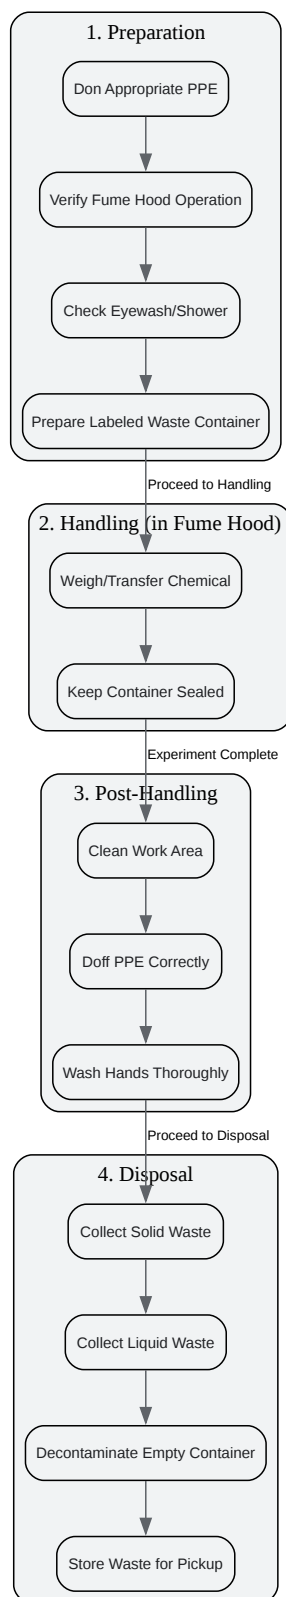 1. Preparation
Don Appropriate PPE
Verify Fume Hood Operation
Check Eyewash/Shower
Prepare Labeled Waste Container
Proceed to Handling
2. Handling (in Fume Hood)
Weigh/Transfer Chemical
Keep Container Sealed
Experiment Complete
3. Post-Handling
Clean Work Area
Doff PPE Correctly
Wash Hands Thoroughly
Proceed to Disposal
4. Disposal
Collect Solid Waste
Collect Liquid Waste
Decontaminate Empty Container
Store Waste for Pickup